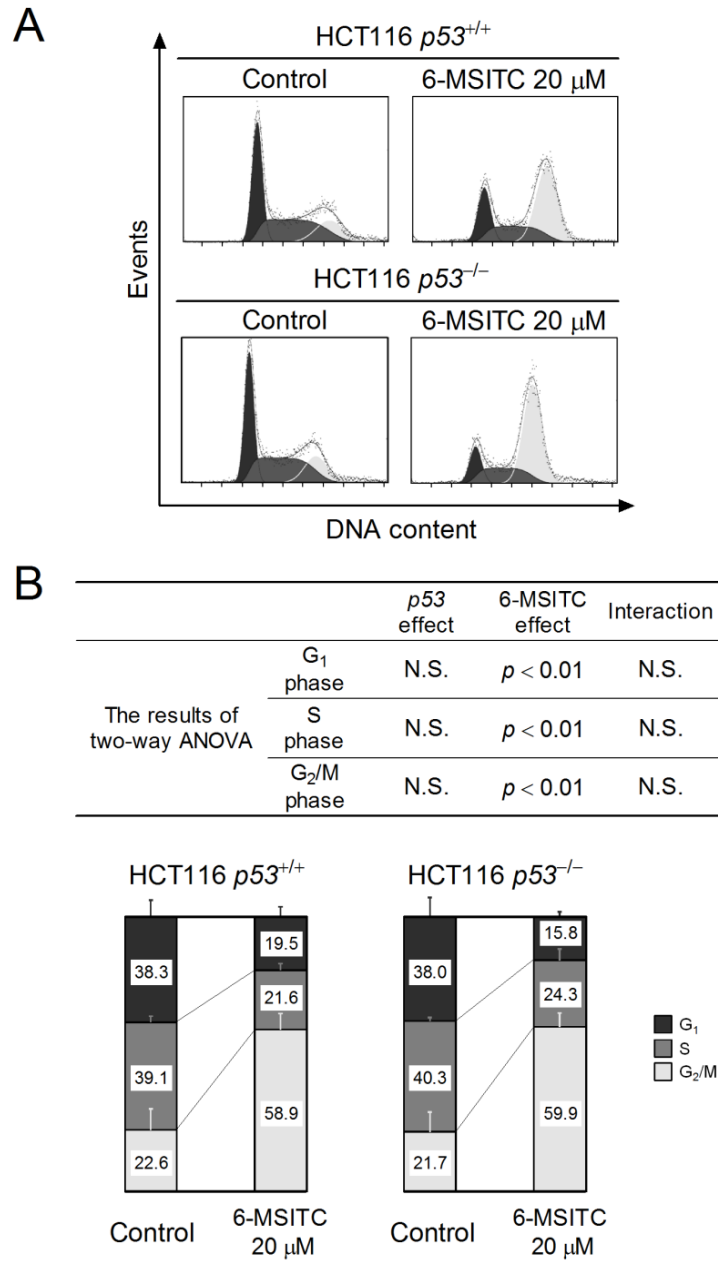 A
HCT116 p53+/+
Control
6-MSITC 20 μM
Events
HCT116 p53–/–
Control
6-MSITC 20 μM
DNA content
B
p53 effect
6-MSITC effect
Interaction
The results of two-way ANOVA
G1 phase
N.S.
p < 0.01
N.S.
S phase
N.S.
p < 0.01
N.S.
G2/M phase
N.S.
p < 0.01
N.S.
HCT116 p53+/+
38.3
39.1
22.6
19.5
21.6
58.9
Control
6-MSITC 20 μM
HCT116 p53–/–
38.0
40.3
21.7
15.8
24.3
59.9
Control
6-MSITC 20 μM
G1
S
G2/M